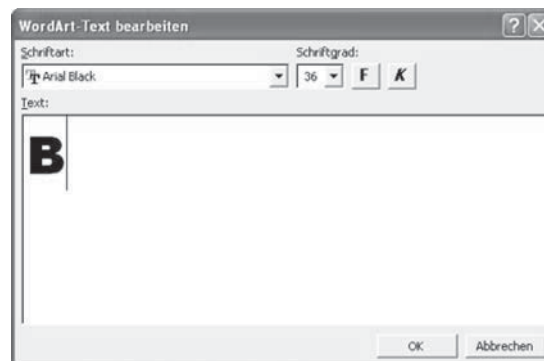 WordArt-Text bearbeiten
Schriftart: Schriftgrad:
Arial Black 36 F K
Text:
B
OK Abbrechen